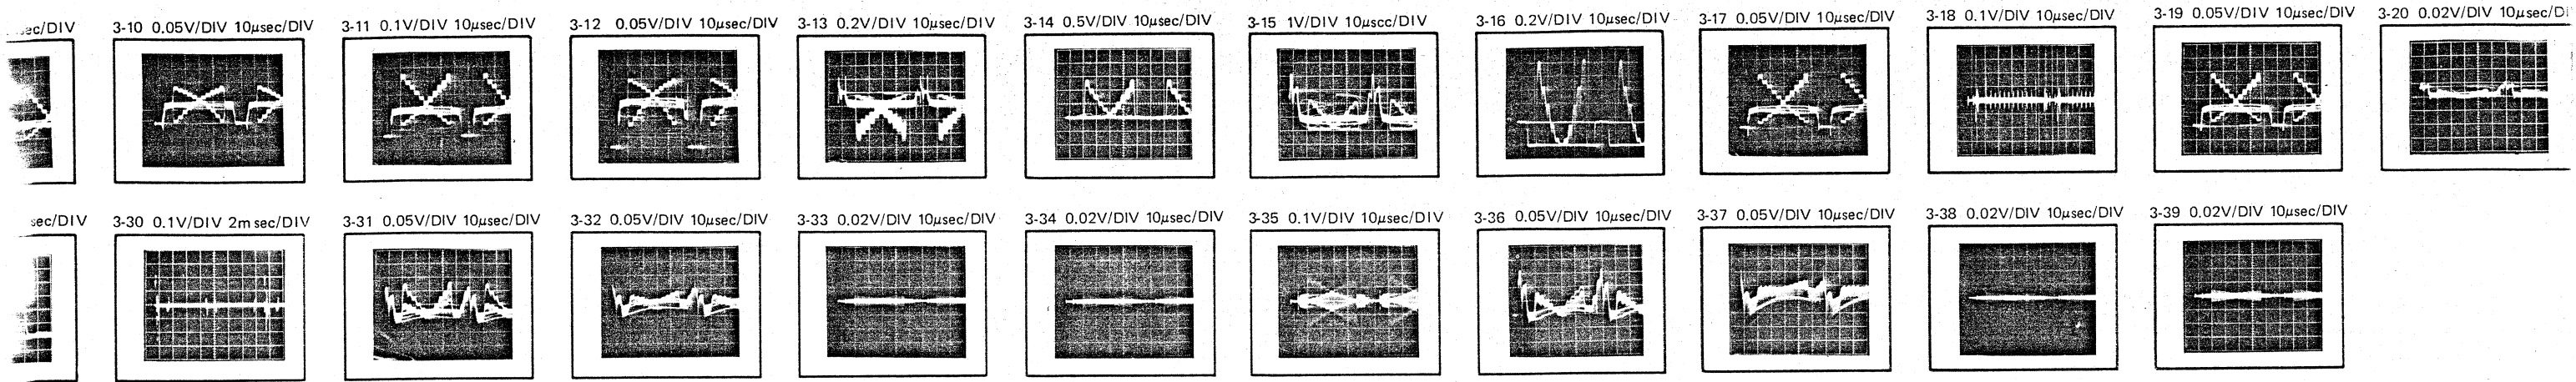 sec/DIV 3-10 0.05V/DIV 10μsec/DIV 3-11 0.1V/DIV 10μsec/DIV 3-12 0.05V/DIV 10μsec/DIV 3-13 0.2V/DIV 10μsec/DIV 3-14 0.5V/DIV 10μsec/DIV 3-15 1V/DIV 10μscc/DIV 3-16 0.2V/DIV 10μsec/DIV 3-17 0.05V/DIV 10μsec/DIV 3-18 0.1V/DIV 10μsec/DIV 3-19 0.05V/DIV 10μsec/DIV 3-20 0.02V/DIV 10μsec/DI
sec/DIV 3-30 0.1V/DIV 2m sec/DIV 3-31 0.05V/DIV 10μsec/DIV 3-32 0.05V/DIV 10μsec/DIV 3-33 0.02V/DIV 10μsec/DIV 3-34 0.02V/DIV 10μsec/DIV 3-35 0.1V/DIV 10μsec/DIV 3-36 0.05V/DIV 10μsec/DIV 3-37 0.05V/DIV 10μsec/DIV 3-38 0.02V/DIV 10μsec/DIV 3-39 0.02V/DIV 10μsec/DIV